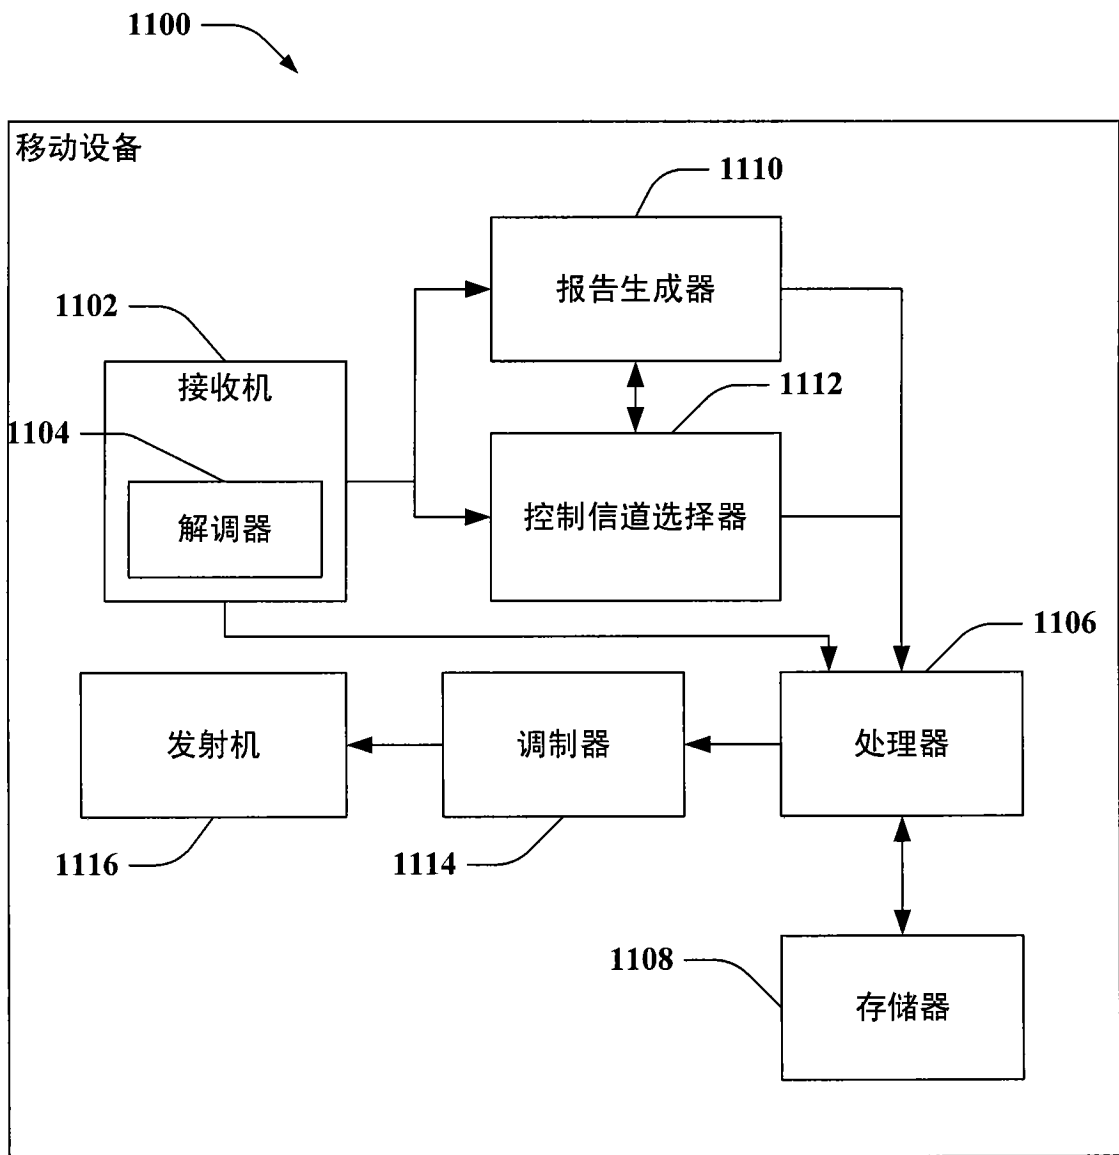 1100
移动设备
1110
报告生成器
1102
接收机
1112
1104
控制信道选择器
解调器
1106
发射机
调制器
处理器
1116
1114
1108
存储器